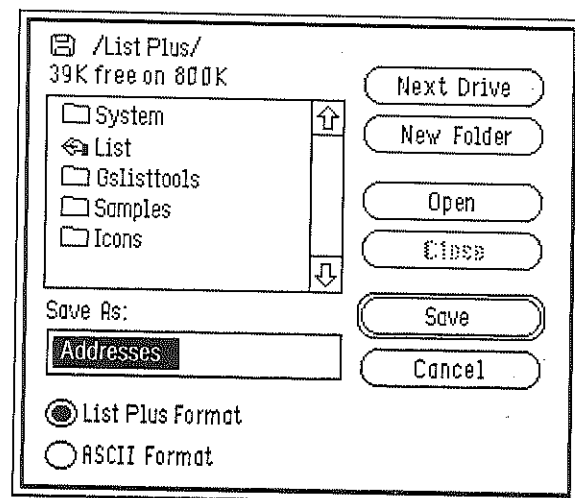 /List Plus/
39K free on 800K
System
List
Gslisttools
Samples
Icons
Next Drive
New Folder
Open
Close
Save
Cancel
Save As:
Addresses
List Plus Format
ASCII Format